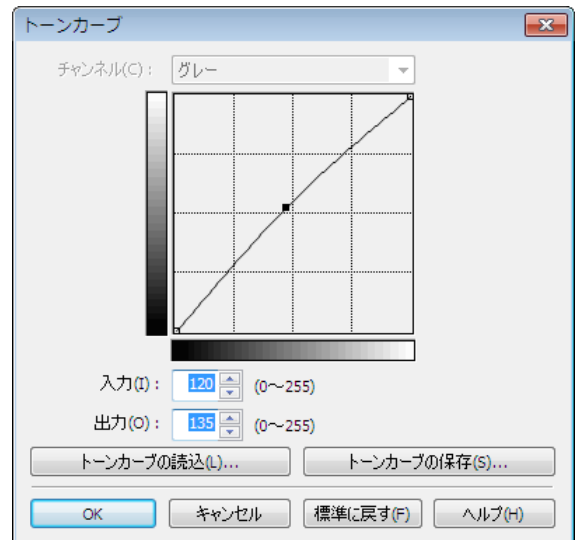 トーンカーブ
チャンネル(C)： グレー
入力(I)： 120 (0～255)
出力(O)： 135 (0～255)
トーンカーブの読込(L)... トーンカーブの保存(S)...
OK キャンセル 標準に戻す(F) ヘルプ(H)